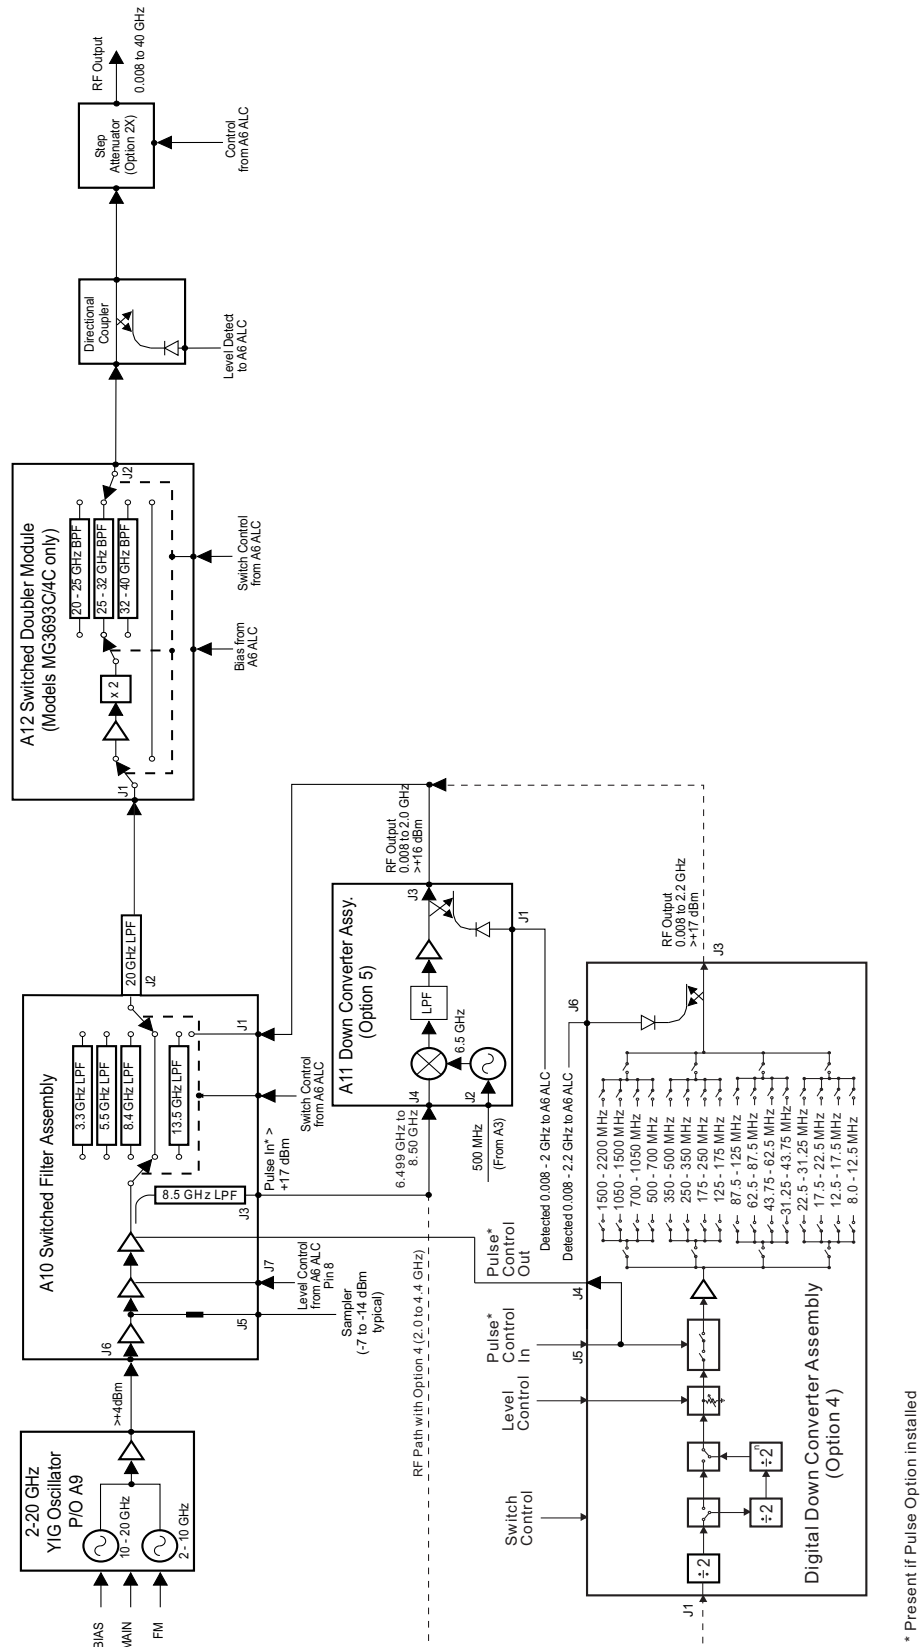 BIAS
MAIN
FM
2-20 GHz
YIG Oscillator
P/O A9
10 - 20 GHz
2 - 10 GHz
>+4dBm
A10 Switched Filter Assembly
J6
J5
J7
J3
J1
J2
3.3 GHz LPF
5.5 GHz LPF
8.4 GHz LPF
13.5 GHz LPF
8.5 GHz LPF
20 GHz LPF
Sampler
(-7 to -14 dBm
typical)
Level Control
from A6 ALC
Pin 8
Pulse In* >
+17 dBm
Switch Control
from A6 ALC
A12 Switched Doubler Module
(Models MG3693C/4C only)
J1
x 2
20 - 25 GHz BPF
25 - 32 GHz BPF
32 - 40 GHz BPF
J2
Bias from
A6 ALC
Switch Control
from A6 ALC
Directional
Coupler
Level Detect
to A6 ALC
Step
Attenuator
(Option 2X)
Control
from A6 ALC
RF Output
0.008 to 40 GHz
RF Path with Option 4 (2.0 to 4.4 GHz)
6.499 GHz to
8.50 GHz
500 MHz
(From A3)
A11 Down Converter Assy.
(Option 5)
J4
J2
6.5 GHz
LPF
J3
J1
RF Output
0.008 to 2.0 GHz
>+16 dBm
Detected 0.008 - 2 GHz to A6 ALC
Detected 0.008 - 2.2 GHz to A6 ALC
Switch
Control
Level
Control
Pulse*
Control
In
Pulse*
Control
Out
J5
J4
J6
J1
÷2
÷2
÷2n
Digital Down Converter Assembly
(Option 4)
1500 - 2200 MHz
1050 - 1500 MHz
700 - 1050 MHz
500 - 700 MHz
350 - 500 MHz
250 - 350 MHz
175 - 250 MHz
125 - 175 MHz
87.5 - 125 MHz
62.5 - 87.5 MHz
43.75 - 62.5 MHz
31.25 - 43.75 MHz
22.5 - 31.25 MHz
17.5 - 22.5 MHz
12.5 - 17.5 MHz
8.0 - 12.5 MHz
J3
RF Output
0.008 to 2.2 GHz
>+17 dBm
* Present if Pulse Option installed